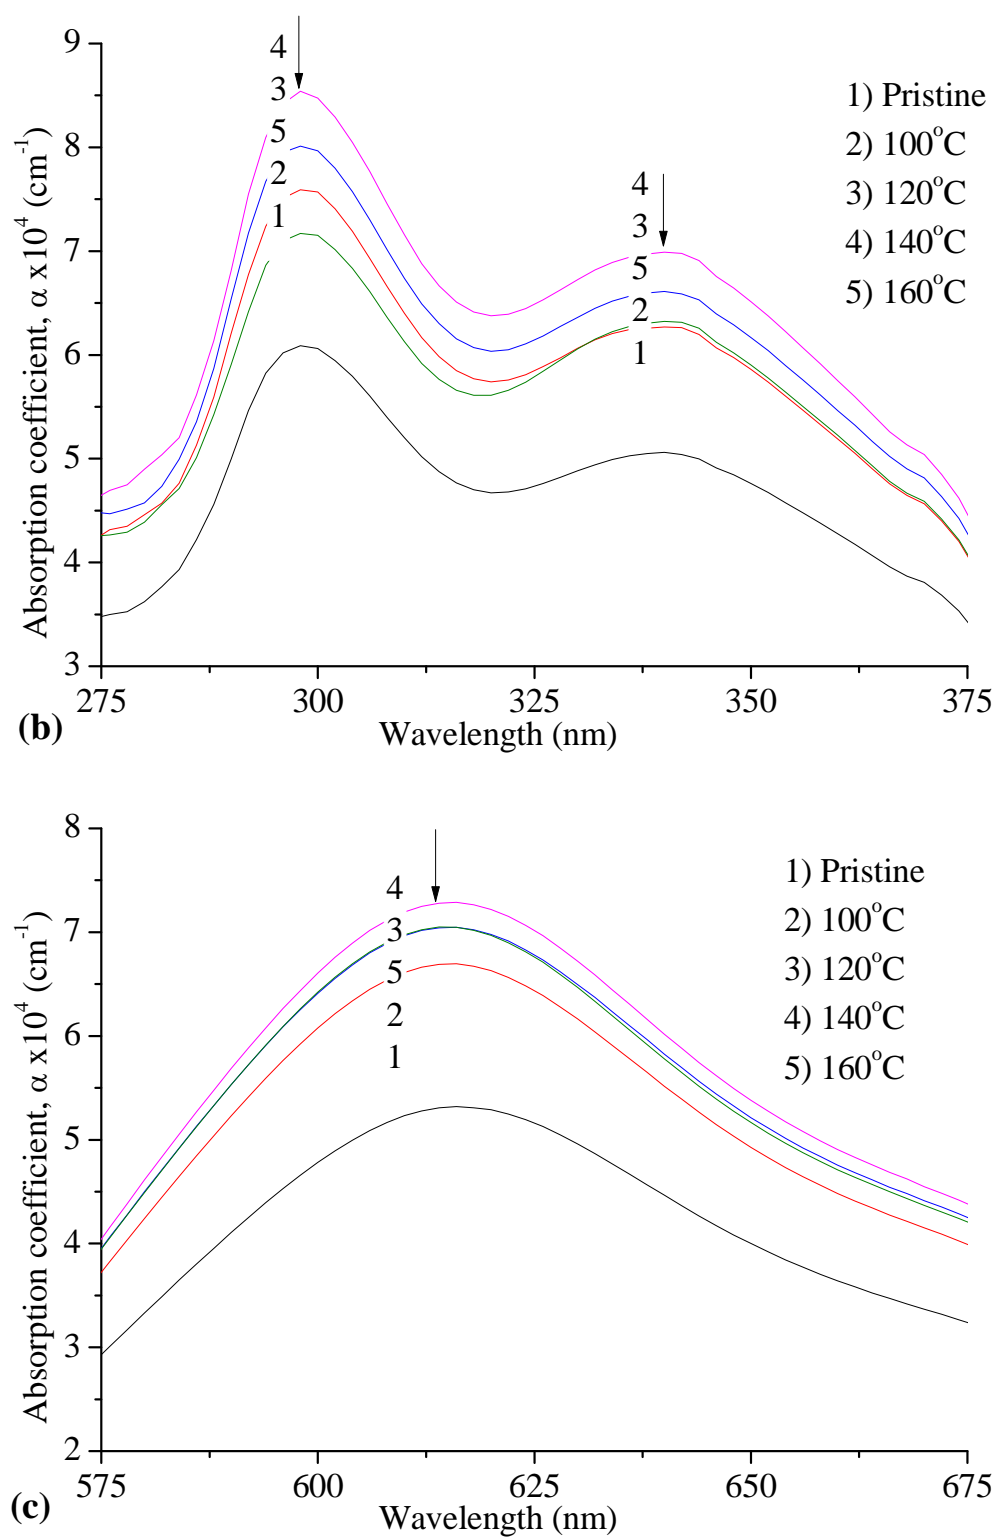 9
8
7
6
5
4
3
275 300 325 350 375
Absorption coefficient, α x10⁴ (cm⁻¹)
Wavelength (nm)
4
3
5
2
1
4
3
5
2
1
1) Pristine
2) 100°C
3) 120°C
4) 140°C
5) 160°C
(b)
8
7
6
5
4
3
2
575 600 625 650 675
Absorption coefficient, α x10⁴ (cm⁻¹)
Wavelength (nm)
4
3
5
2
1
1) Pristine
2) 100°C
3) 120°C
4) 140°C
5) 160°C
(c)